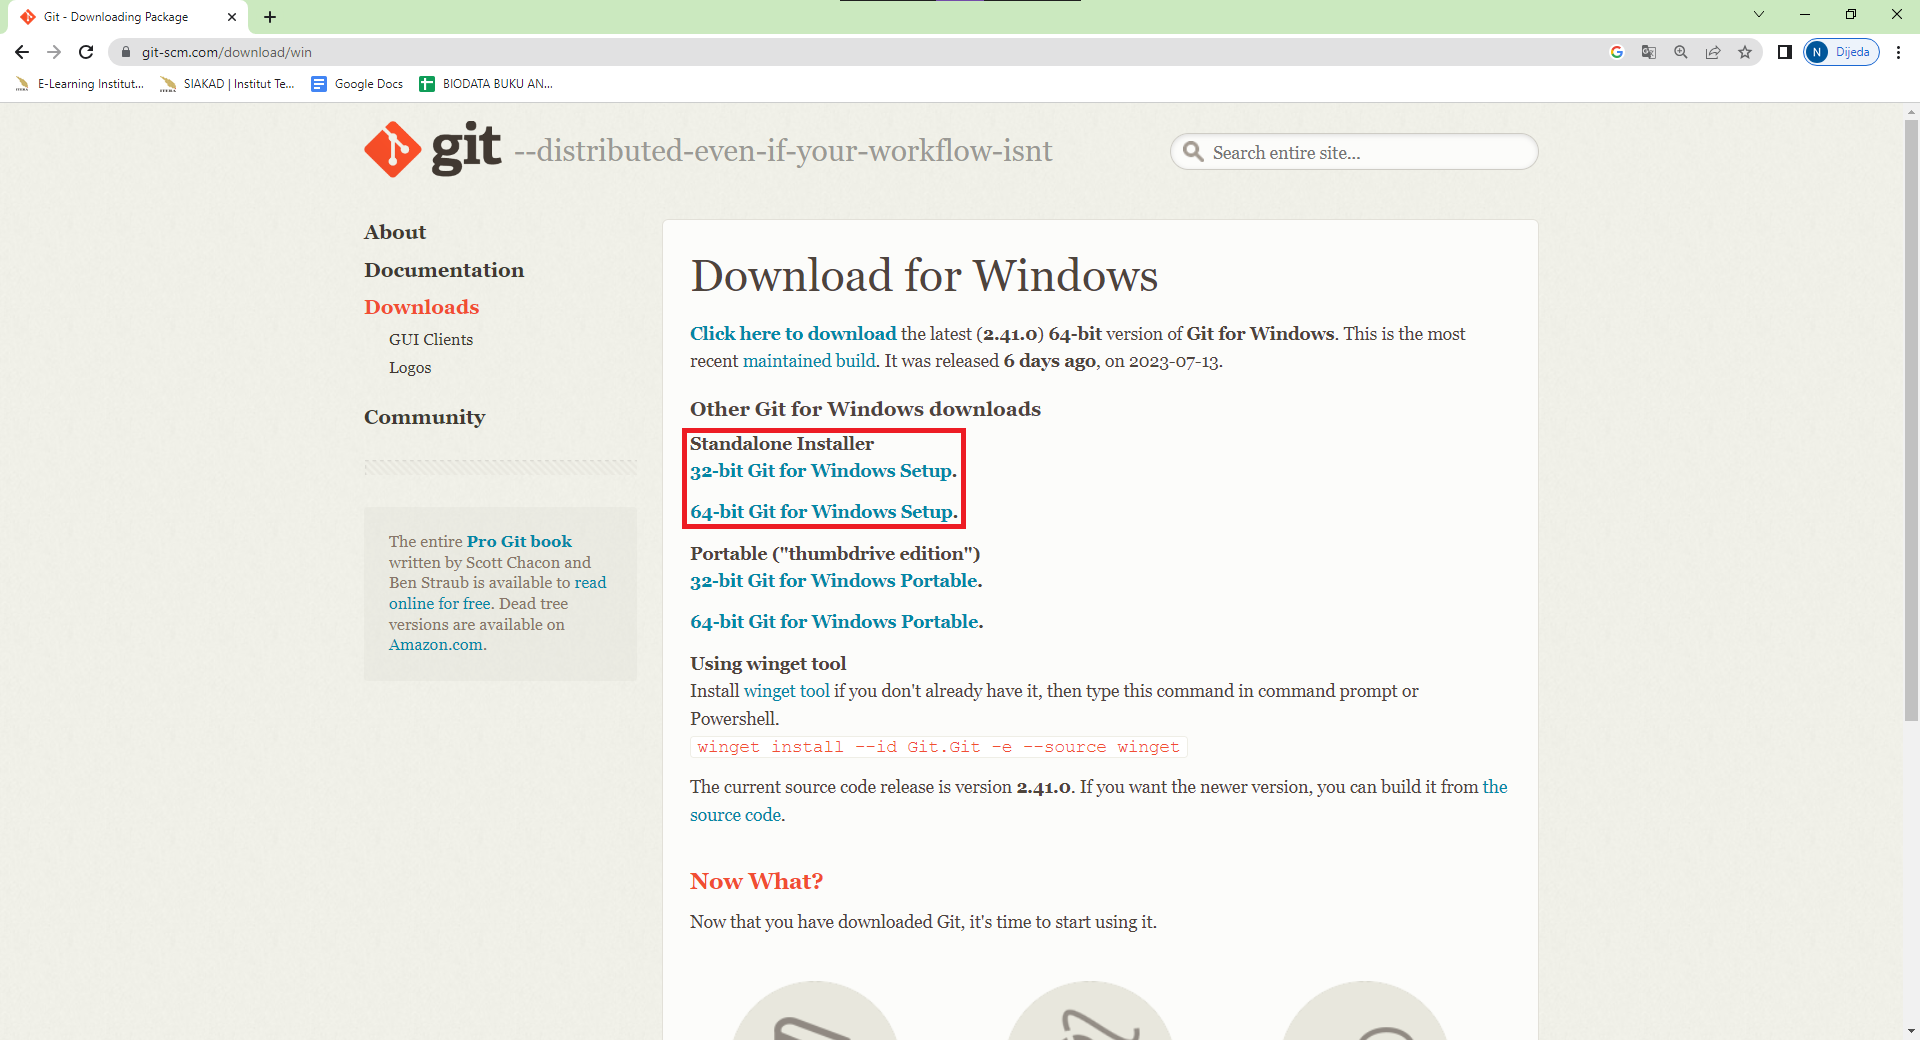 Git - Downloading Package
git-scm.com/download/win
N Dijeda
E-Learning Institut...
SIAKAD | Institut Te...
Google Docs
BIODATA BUKU AN...
git --distributed-even-if-your-workflow-isnt
Search entire site...
About
Documentation
Downloads
GUI Clients
Logos
Community
The entire Pro Git book
written by Scott Chacon and
Ben Straub is available to read
online for free. Dead tree
versions are available on
Amazon.com.
Download for Windows
Click here to download the latest (2.41.0) 64-bit version of Git for Windows. This is the most
recent maintained build. It was released 6 days ago, on 2023-07-13.
Other Git for Windows downloads
Standalone Installer
32-bit Git for Windows Setup.
64-bit Git for Windows Setup.
Portable ("thumbdrive edition")
32-bit Git for Windows Portable.
64-bit Git for Windows Portable.
Using winget tool
Install winget tool if you don't already have it, then type this command in command prompt or
Powershell.
winget install --id Git.Git -e --source winget
The current source code release is version 2.41.0. If you want the newer version, you can build it from the
source code.
Now What?
Now that you have downloaded Git, it's time to start using it.